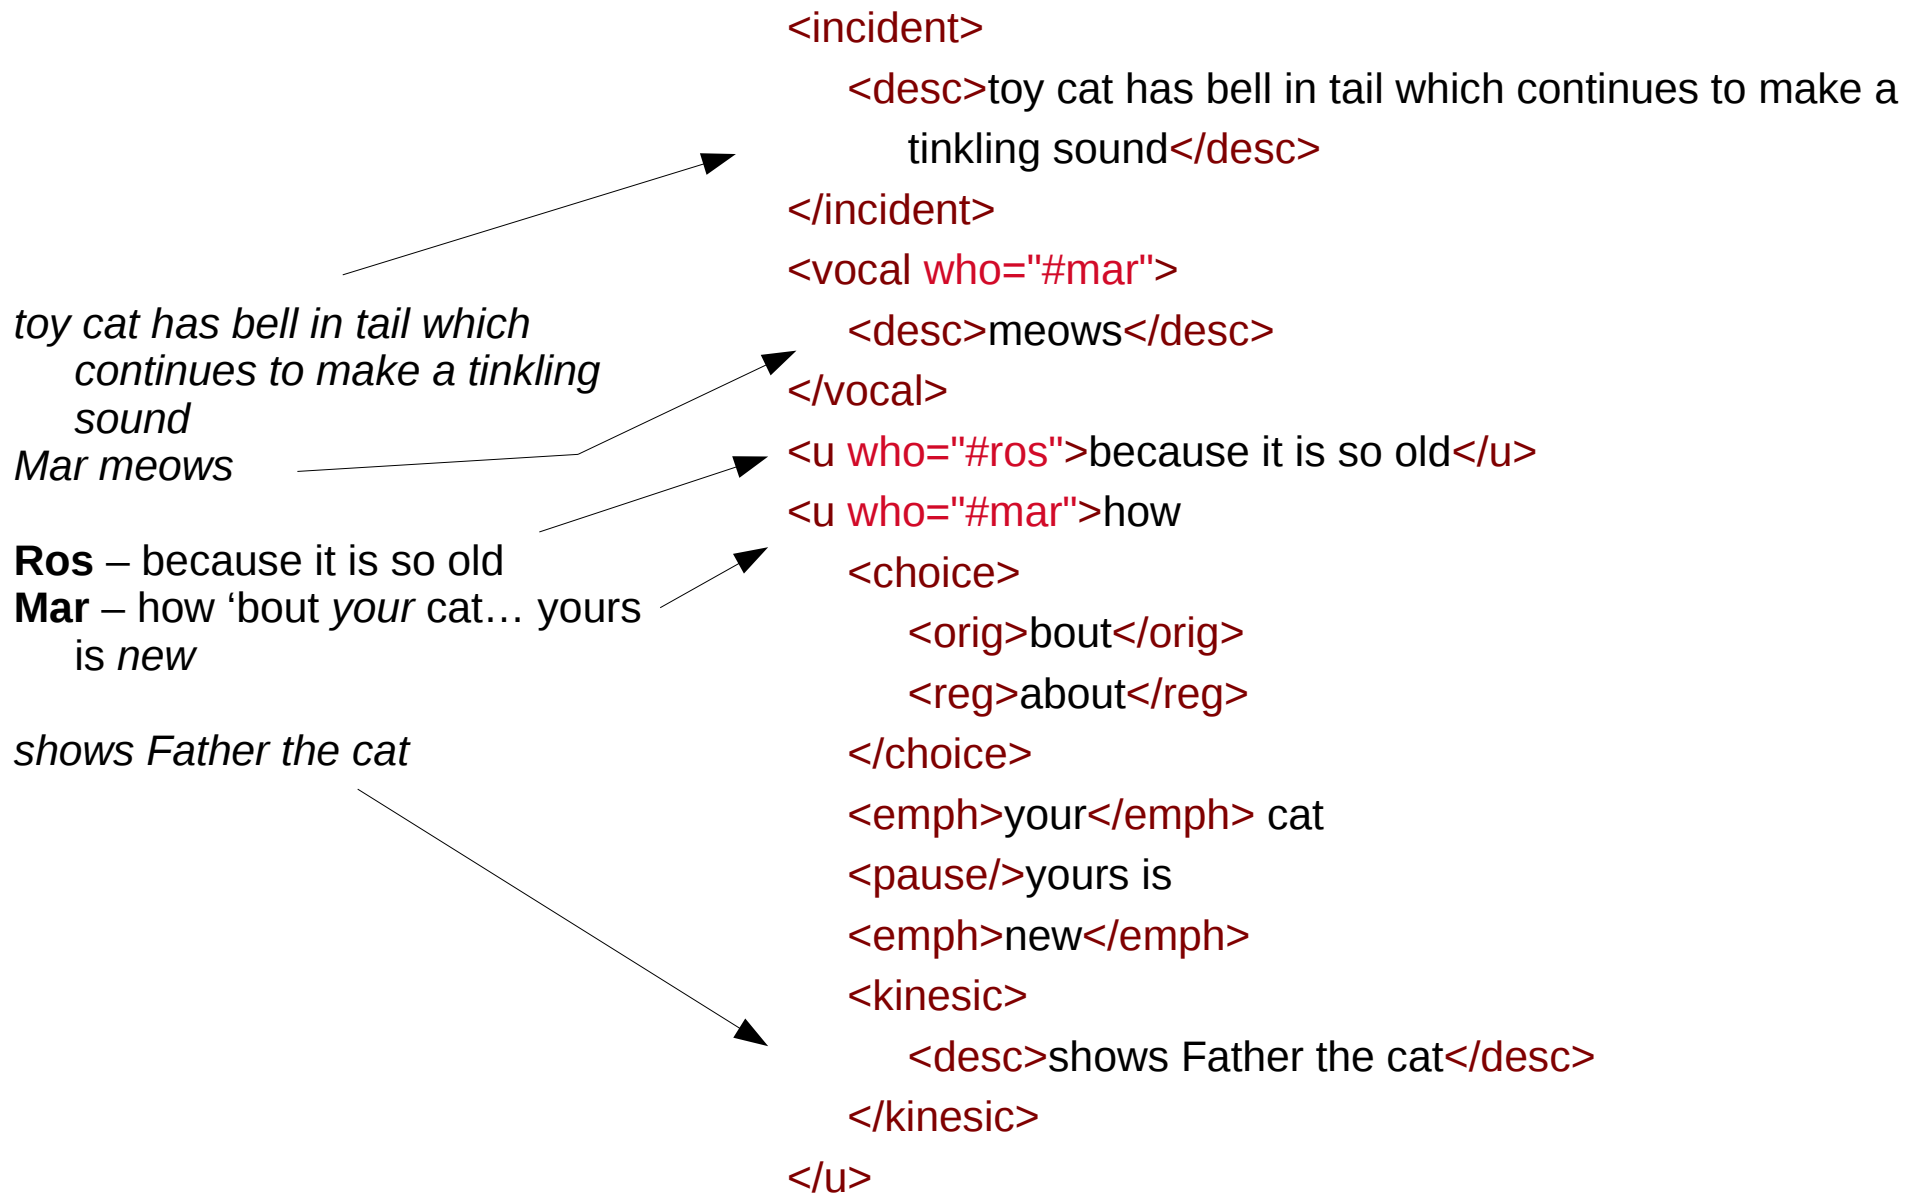 toy cat has bell in tail which
continues to make a tinkling
sound
Mar meows
Ros – because it is so old
Mar – how ‘bout your cat… yours
is new
shows Father the cat
<incident>
<desc>toy cat has bell in tail which continues to make a
tinkling sound</desc>
</incident>
<vocal who="#mar">
<desc>meows</desc>
</vocal>
<u who="#ros">because it is so old</u>
<u who="#mar">how
<choice>
<orig>bout</orig>
<reg>about</reg>
</choice>
<emph>your</emph> cat
<pause/>yours is
<emph>new</emph>
<kinesic>
<desc>shows Father the cat</desc>
</kinesic>
</u>